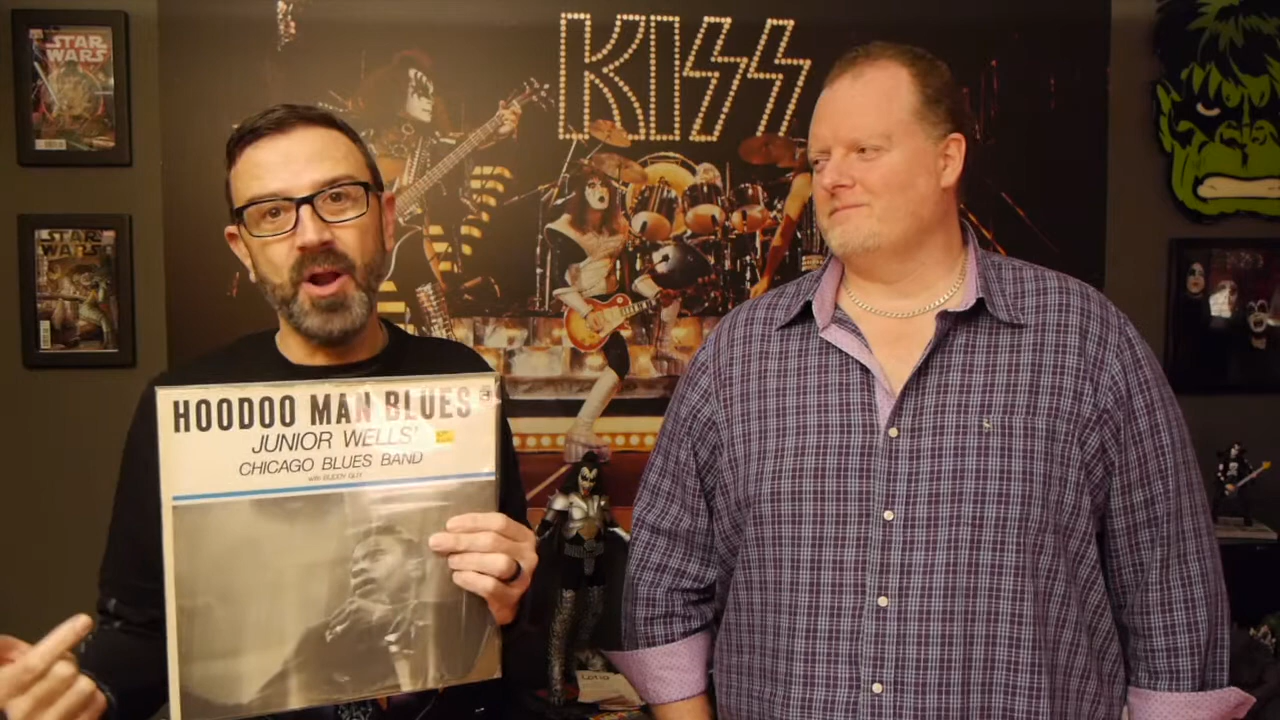 STAR
WARS
STAR
WARS
KISS
HOODOO MAN BLUES
JUNIOR WELLS'
CHICAGO BLUES BAND
with BUDDY GUY